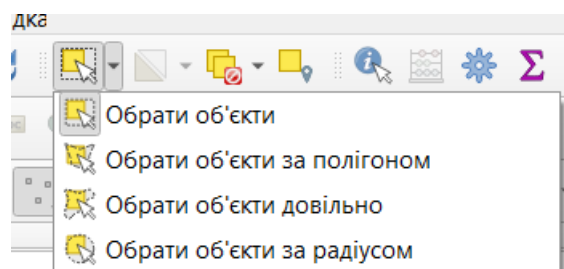 дка
Σ
Обрати об'єкти
Обрати об'єкти за полігоном
Обрати об'єкти довільно
Обрати об'єкти за радіусом